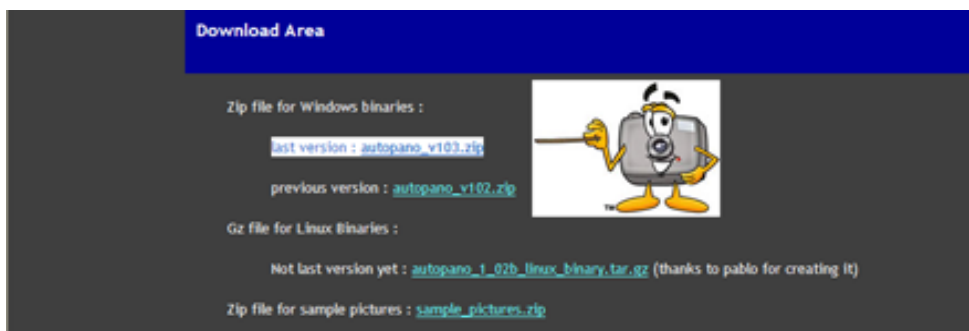 Download Area
Zip file for Windows binaries :
last version : autopano_v103.zip
previous version : autopano_v102.zip
Gz file for Linux Binaries :
Not last version yet : autopano_1_02b_linux_binary.tar.gz (thanks to pablo for creating it)
Zip file for sample pictures : sample_pictures.zip
TM